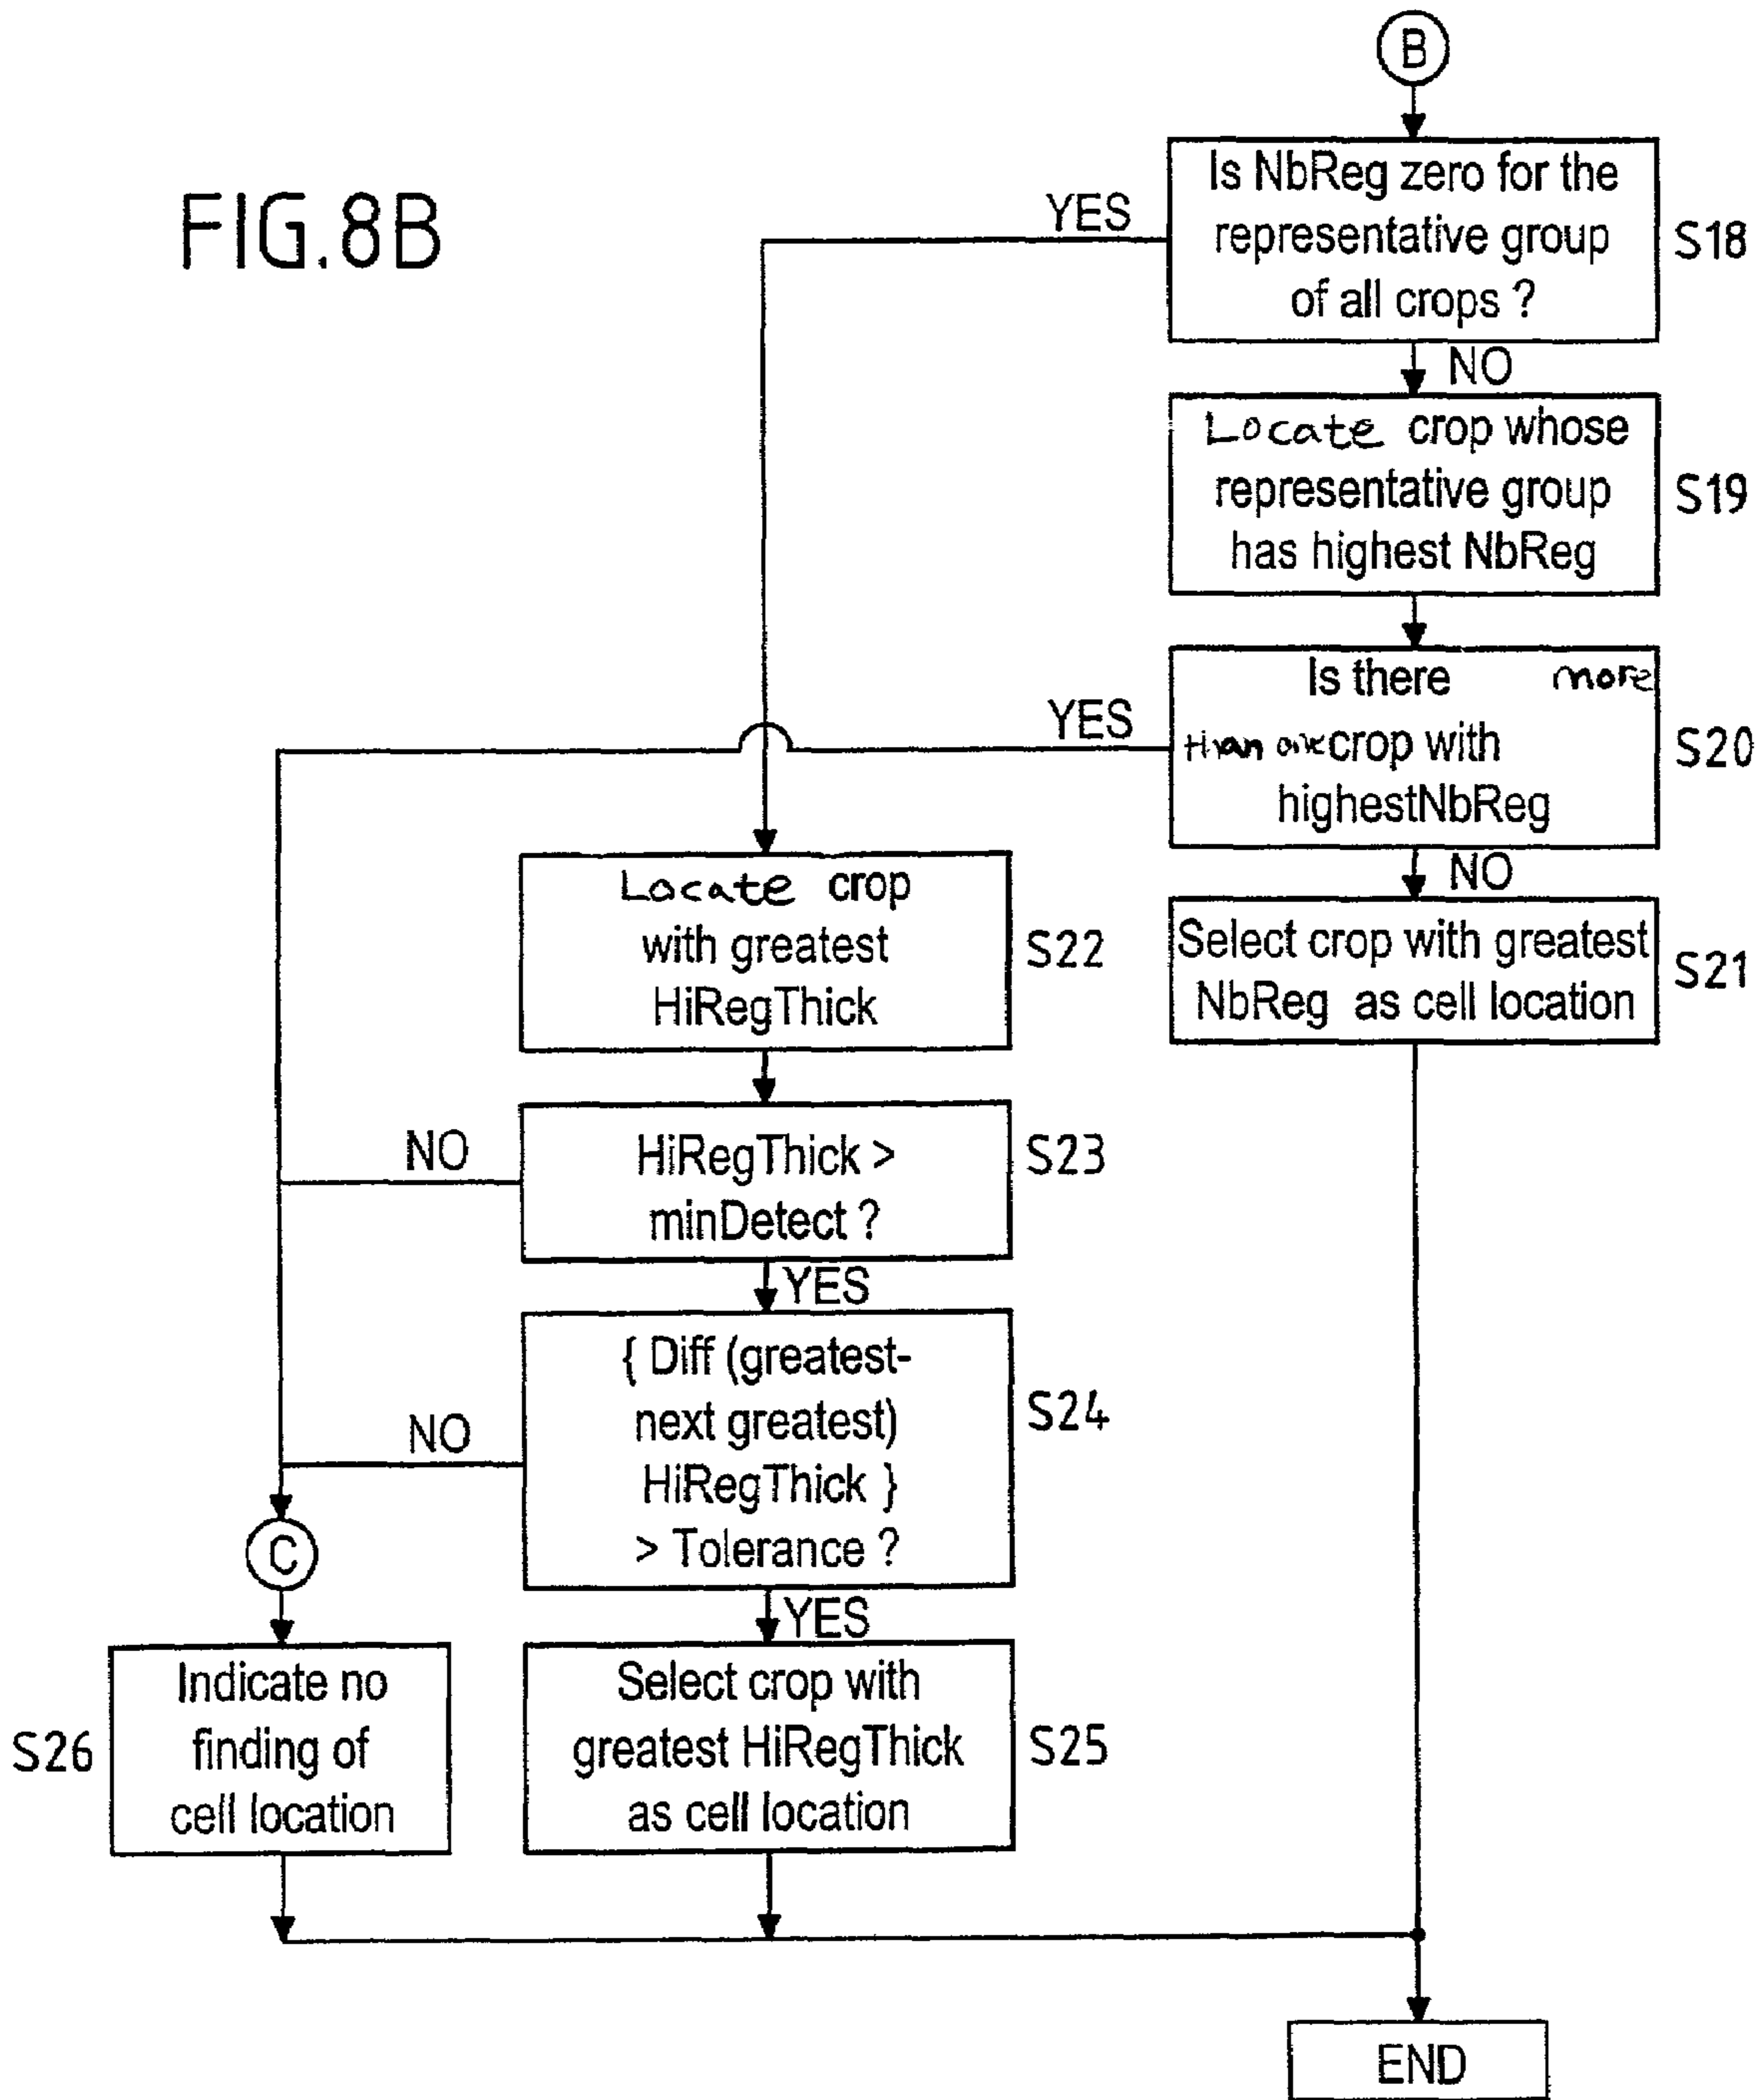 FIG.8B
B
Is NbReg zero for the
representative group
of all crops ?
S18
YES
NO
Locate crop whose
representative group
has highest NbReg
S19
Is there more
than one crop with
highestNbReg
S20
YES
NO
Select crop with greatest
NbReg as cell location
S21
Locate crop
with greatest
HiRegThick
S22
HiRegThick >
minDetect ?
S23
NO
YES
{ Diff (greatest-
next greatest)
HiRegThick }
> Tolerance ?
S24
NO
YES
C
Indicate no
finding of
cell location
S26
Select crop with
greatest HiRegThick
as cell location
S25
END